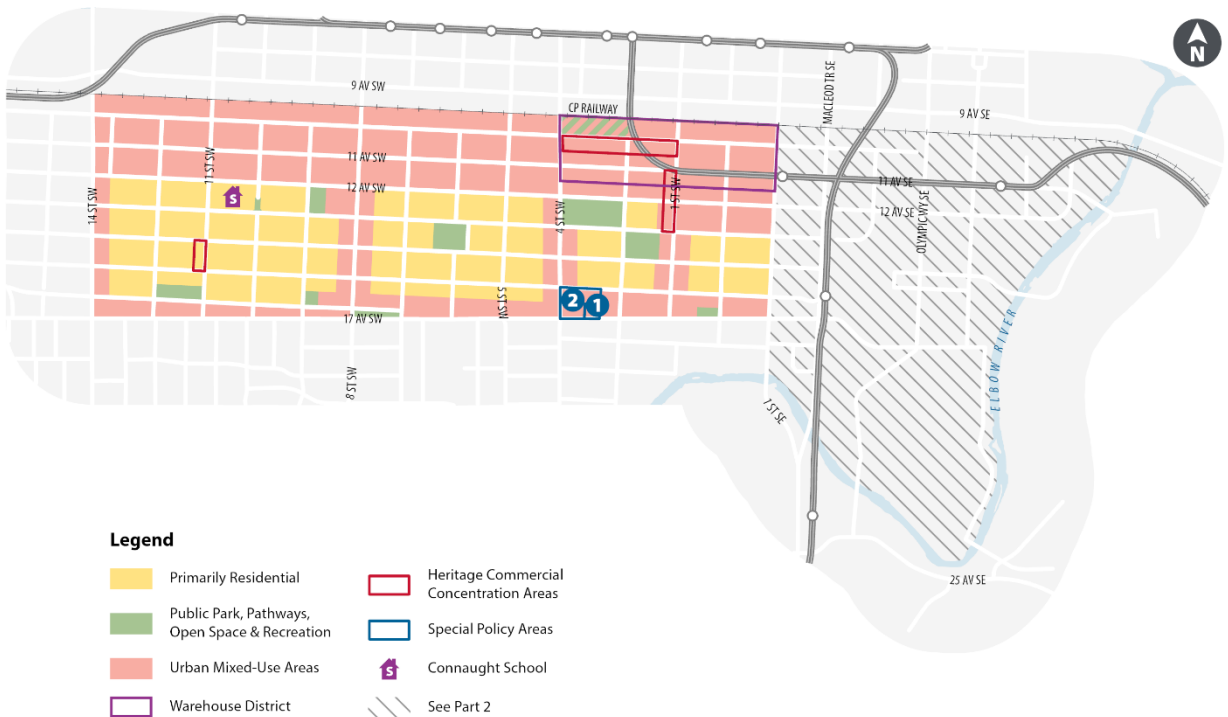 N
9 AV SW
CP RAILWAY
MACLEOD TR SE
9 AV SE
11 ST SW
11 AV SW
12 AV SW
S
14 ST SW
4 ST SW
1 ST SW
11 AV SE
12 AV SE
OLYMPIC WY SE
5 ST SW
2
1
17 AV SW
8 ST SW
ELBOW RIVER
1 ST SE
25 AV SE
Legend
Primarily Residential
Public Park, Pathways,
Open Space & Recreation
Urban Mixed-Use Areas
Warehouse District
Heritage Commercial
Concentration Areas
Special Policy Areas
S
Connaught School
See Part 2